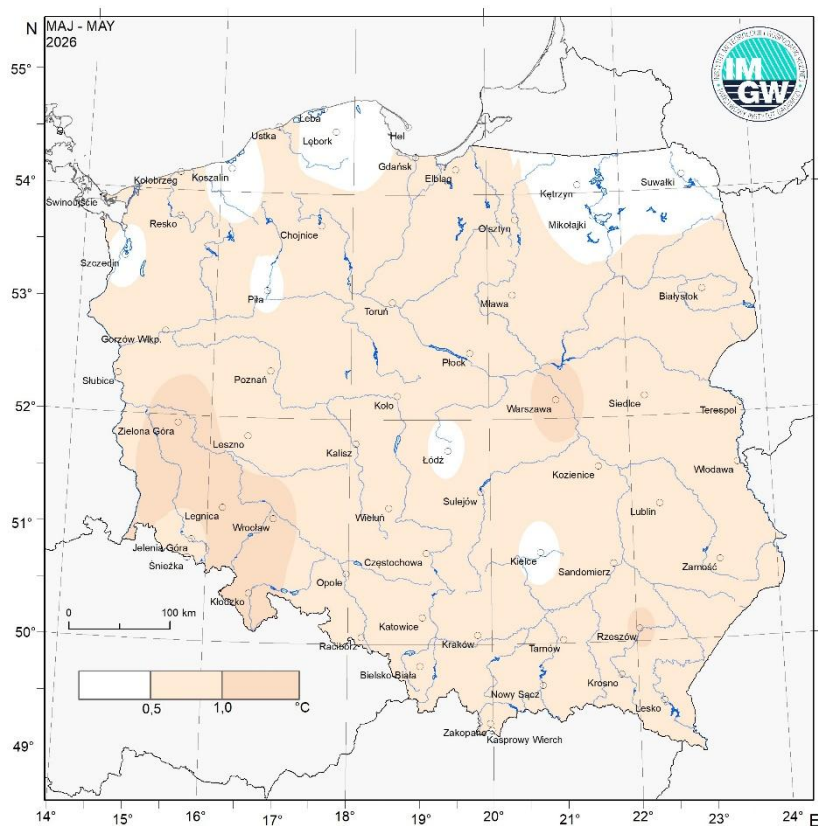 MAJ - MAY
2026
N
IMGW
55°
54°
53°
52°
51°
50°
49°
Łeba
Ustka
Lębork
Hel
Gdańsk
Elbląg
Kołobrzeg
Koszalin
Świnoujście
Resko
Chojnice
Kętrzyn
Suwałki
Mikołajki
Olsztyn
Szczecin
Piła
Toruń
Mława
Białystok
Gorzów Wlkp.
Słubice
Poznań
Płock
Koło
Warszawa
Siedlce
Terespol
Zielona Góra
Leszno
Kalisz
Łódź
Włodawa
Kozienice
Sulejów
Lublin
Legnica
Wrocław
Wieluń
Jelenia Góra
Śnieżka
Częstochowa
Kielce
Sandomierz
Zamość
Opole
Kłodzko
Katowice
Racibórz
Kraków
Tarnów
Rzeszów
Bielsko-Biała
Nowy Sącz
Krosno
Lesko
Zakopane
Kasprowy Wierch
0 100 km
0,5 1,0 °C
14° 15° 16° 17° 18° 19° 20° 21° 22° 23° 24° E